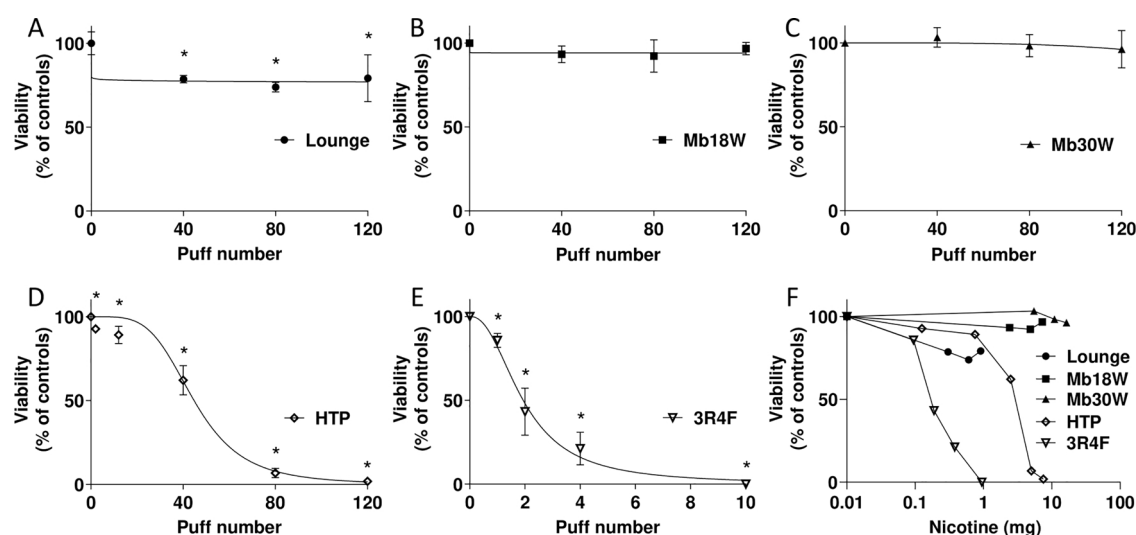 A
Viability
(% of controls)
100
50
0
*
*
*
Lounge
0
40
80
120
Puff number
B
Viability
(% of controls)
100
50
0
Mb18W
0
40
80
120
Puff number
C
Viability
(% of controls)
100
50
0
Mb30W
0
40
80
120
Puff number
D
Viability
(% of controls)
100
50
0
*
*
*
*
*
HTP
0
40
80
120
Puff number
E
Viability
(% of controls)
100
50
0
*
*
*
*
3R4F
0
2
4
6
8
10
Puff number
F
Viability
(% of controls)
100
50
0
Lounge
Mb18W
Mb30W
HTP
3R4F
0.01
0.1
1
10
100
Nicotine (mg)